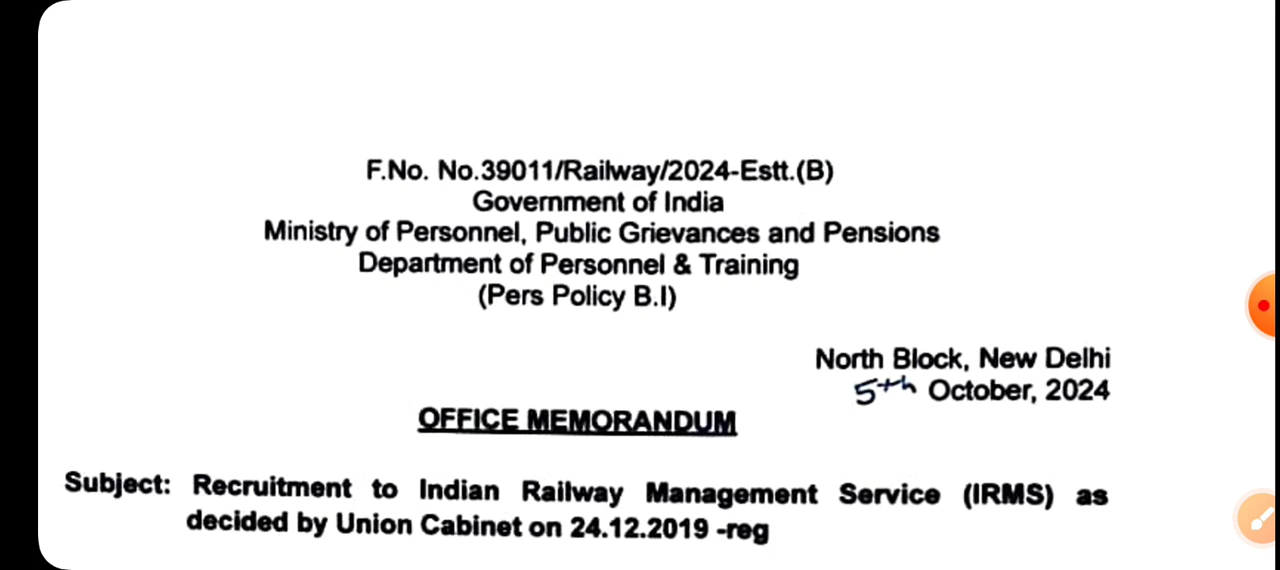 F.No. No.39011/Railway/2024-Estt.(B)
Government of India
Ministry of Personnel, Public Grievances and Pensions
Department of Personnel & Training
(Pers Policy B.I)
North Block, New Delhi
5th October, 2024
OFFICE MEMORANDUM
Subject: Recruitment to Indian Railway Management Service (IRMS) as
decided by Union Cabinet on 24.12.2019 -reg